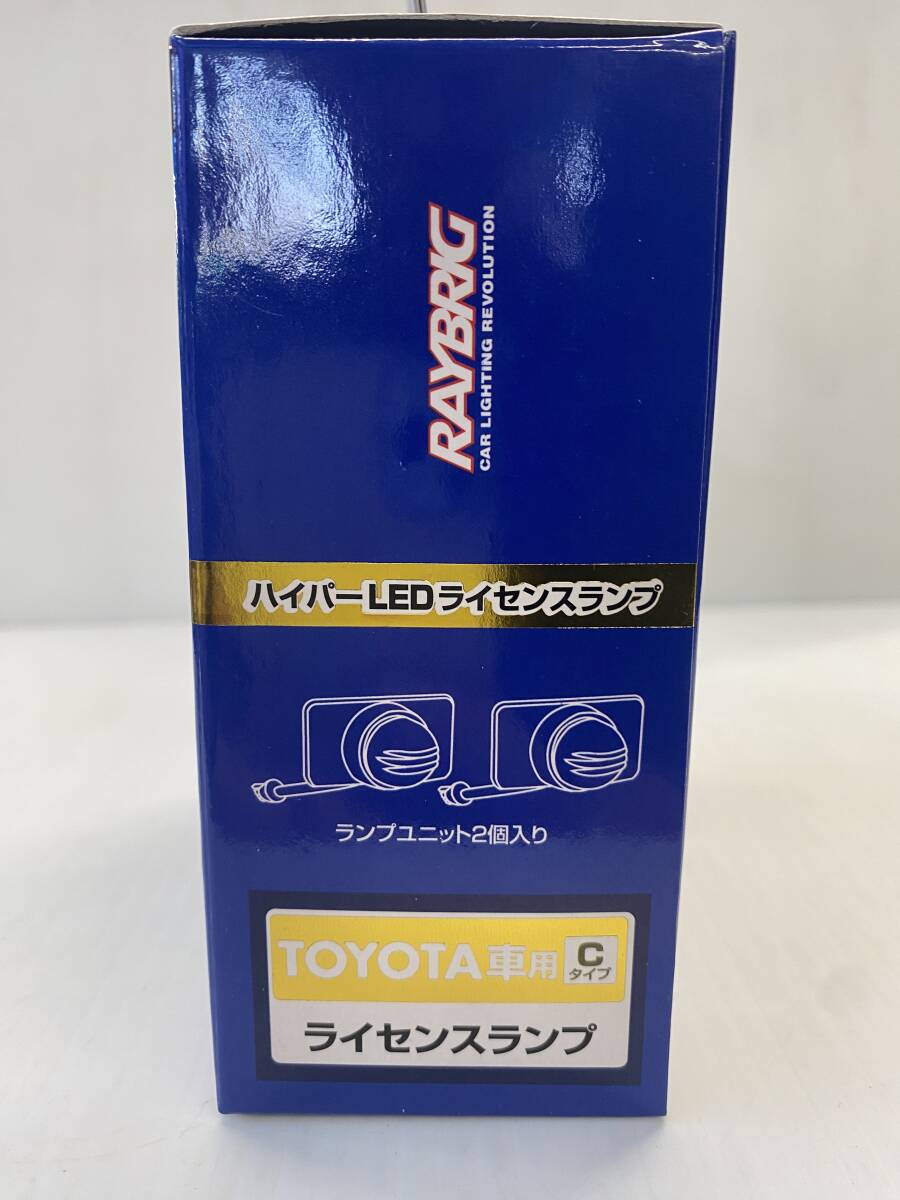 RAYBRIG
CAR LIGHTING REVOLUTION
ハイパーLEDライセンスランプ
ランプユニット2個入り
TOYOTA車用 C
タイプ
ライセンスランプ